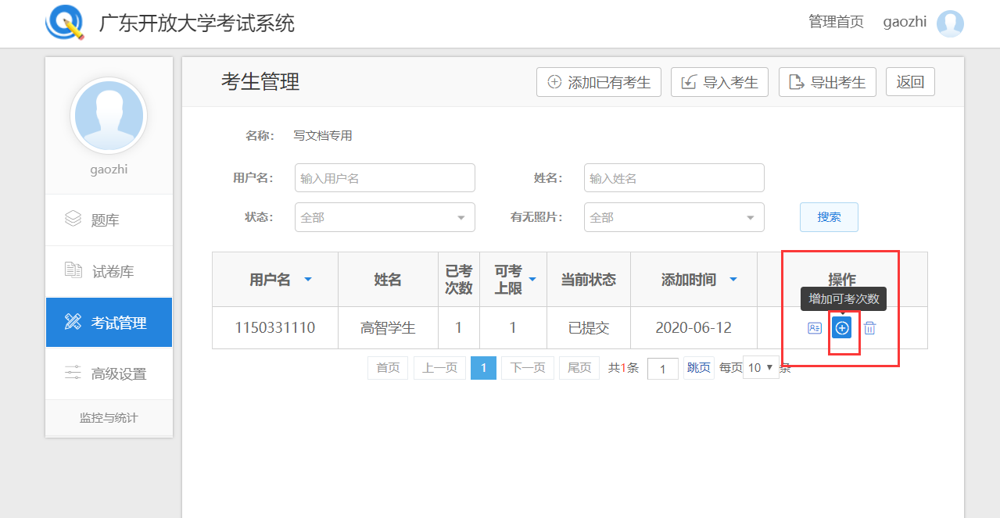 广东开放大学考试系统
管理首页 gaozhi
gaozhi
题库
试卷库
考试管理
高级设置
监控与统计
考生管理
添加已有考生 导入考生 导出考生 返回
名称： 写文档专用
用户名： 输入用户名 姓名： 输入姓名
状态： 全部 有无照片： 全部 搜索
用户名 姓名 已考次数 可考上限 当前状态 添加时间 操作
增加可考次数
1150331110 高智学生 1 1 已提交 2020-06-12
首页 上一页 1 下一页 尾页 共1条 1 跳页 每页 10 条